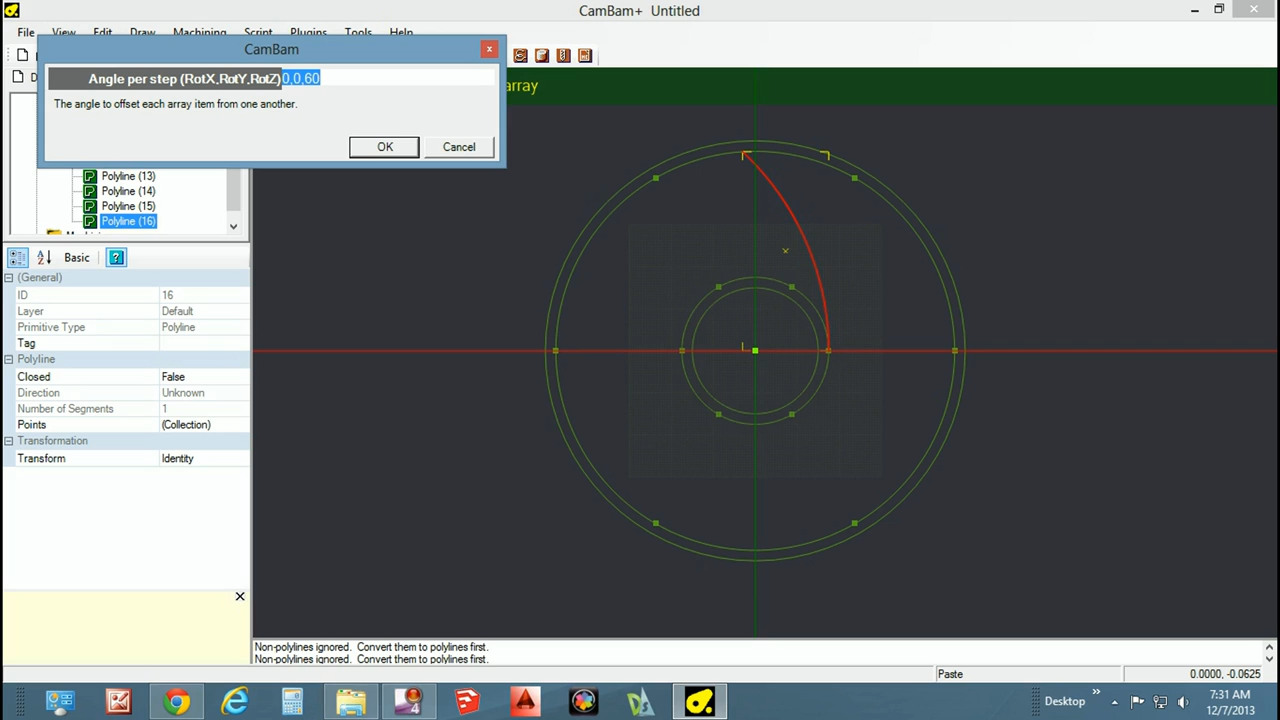 CamBam+ Untitled
File View Edit Draw Machining Script Plugins Tools Help
CamBam
array
Angle per step (RotX,RotY,RotZ) 0,0,60
The angle to offset each array item from one another.
OK Cancel
Polyline (13)
Polyline (14)
Polyline (15)
Polyline (16)
Basic
(General)
ID 16
Layer Default
Primitive Type Polyline
Tag
Polyline
Closed False
Direction Unknown
Number of Segments 1
Points (Collection)
Transformation
Transform Identity
Non-polylines ignored. Convert them to polylines first.
Non-polylines ignored. Convert them to polylines first.
Paste 0.0000, -0.0625
Desktop
7:31 AM
12/7/2013